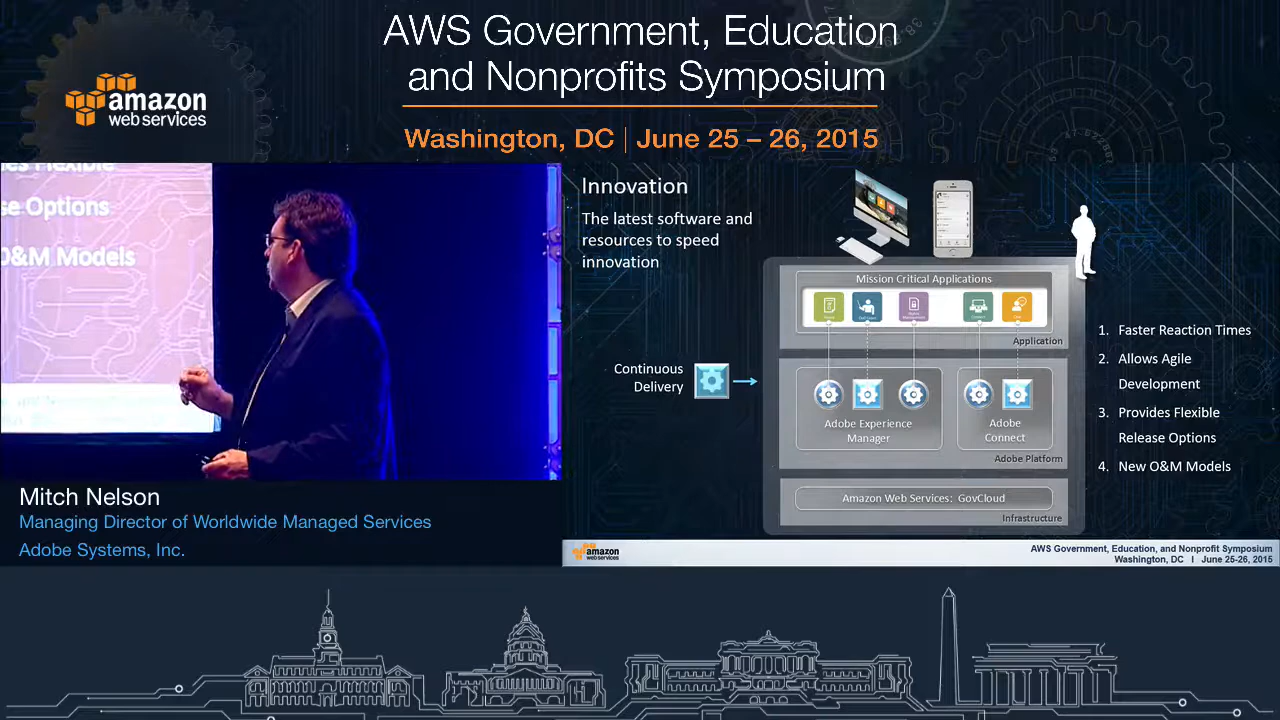 AWS Government, Education
and Nonprofits Symposium
amazon
web services
Washington, DC | June 25 – 26, 2015
se Options
O&M Models
Innovation
The latest software and
resources to speed
innovation
Mission Critical Applications
Application
Continuous
Delivery
Adobe Experience
Manager
Adobe
Connect
Adobe Platform
Amazon Web Services: GovCloud
Infrastructure
1. Faster Reaction Times
2. Allows Agile
Development
3. Provides Flexible
Release Options
4. New O&M Models
Mitch Nelson
Managing Director of Worldwide Managed Services
Adobe Systems, Inc.
amazon
web services
AWS Government, Education, and Nonprofit Symposium
Washington, DC | June 25-26, 2015